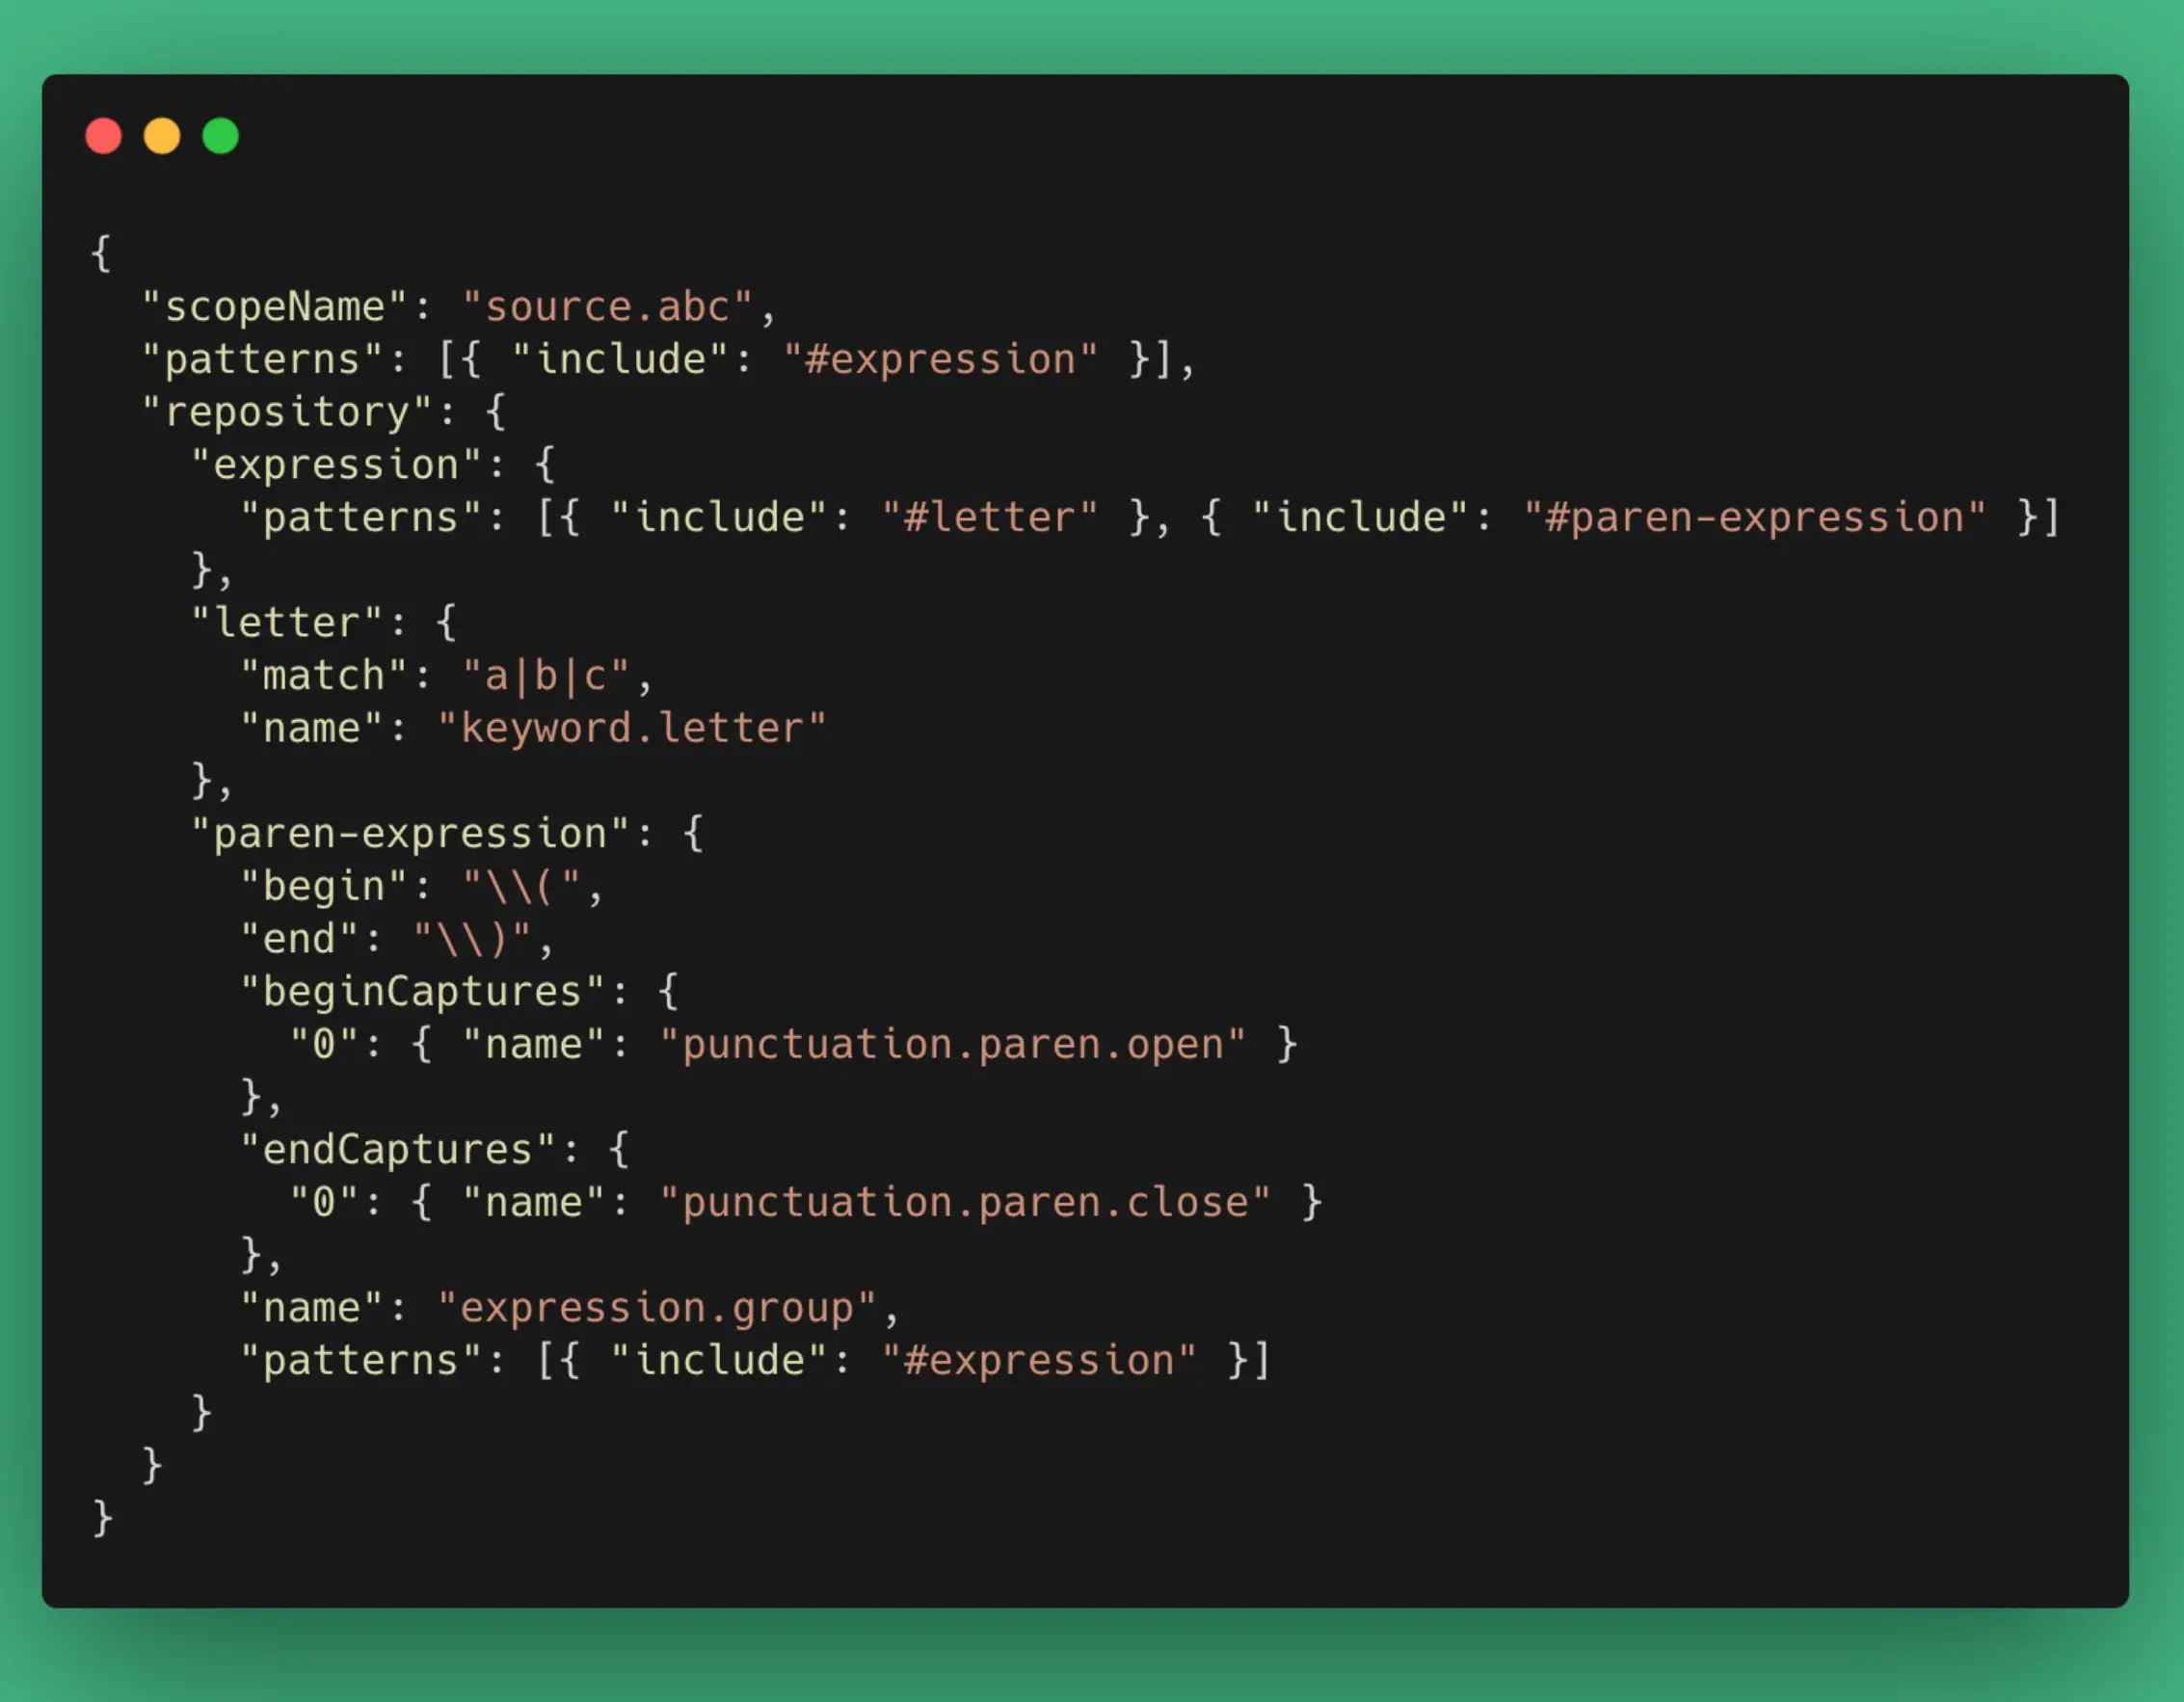 {
  "scopeName": "source.abc",
  "patterns": [{ "include": "#expression" }],
  "repository": {
    "expression": {
      "patterns": [{ "include": "#letter" }, { "include": "#paren-expression" }]
    },
    "letter": {
      "match": "a|b|c",
      "name": "keyword.letter"
    },
    "paren-expression": {
      "begin": "\\(",
      "end": "\\)",
      "beginCaptures": {
        "0": { "name": "punctuation.paren.open" }
      },
      "endCaptures": {
        "0": { "name": "punctuation.paren.close" }
      },
      "name": "expression.group",
      "patterns": [{ "include": "#expression" }]
    }
  }
}